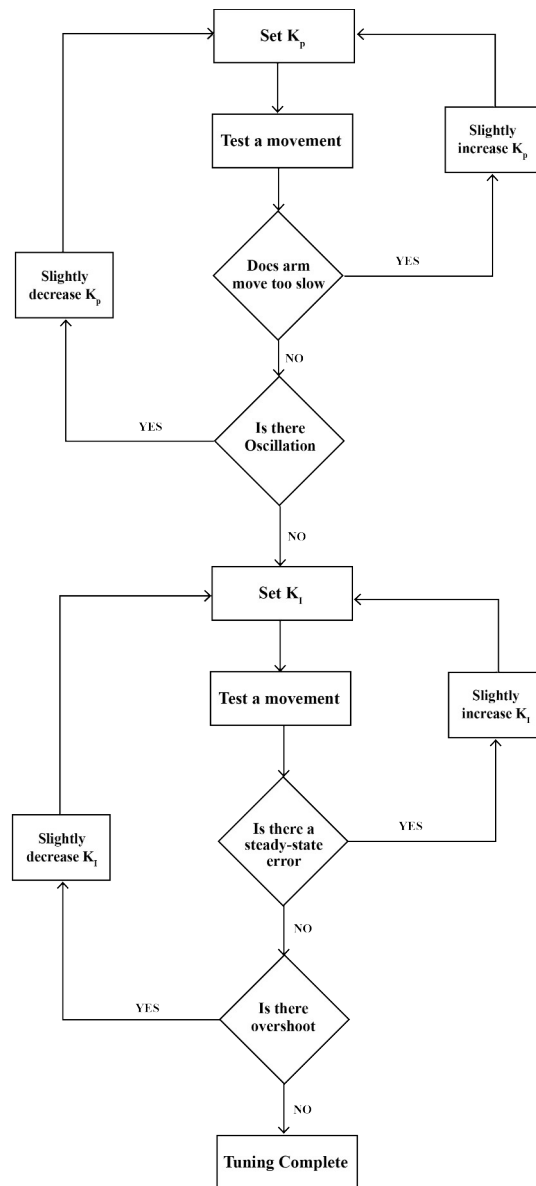 Set Kp
Test a movement
Slightly
increase Kp
Does arm
move too slow
YES
Slightly
decrease Kp
NO
YES
Is there
Oscillation
NO
Set KI
Test a movement
Slightly
increase KI
Is there a
steady-state
error
YES
Slightly
decrease KI
NO
YES
Is there
overshoot
NO
Tuning Complete